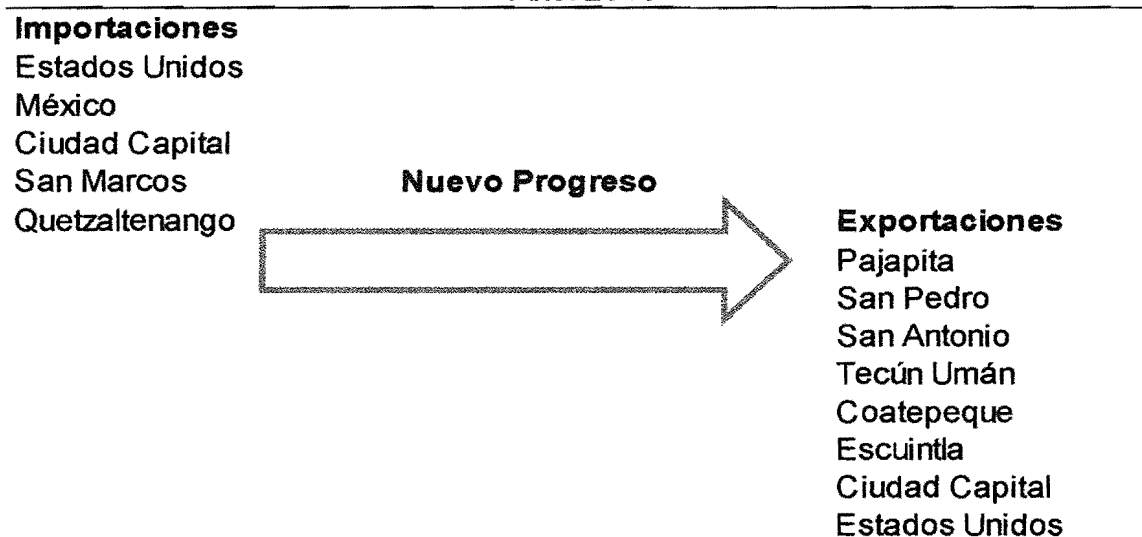 Importaciones
Estados Unidos
México
Ciudad Capital
San Marcos
Quetzaltenango
Nuevo Progreso
Exportaciones
Pajapita
San Pedro
San Antonio
Tecún Umán
Coatepeque
Escuintla
Ciudad Capital
Estados Unidos